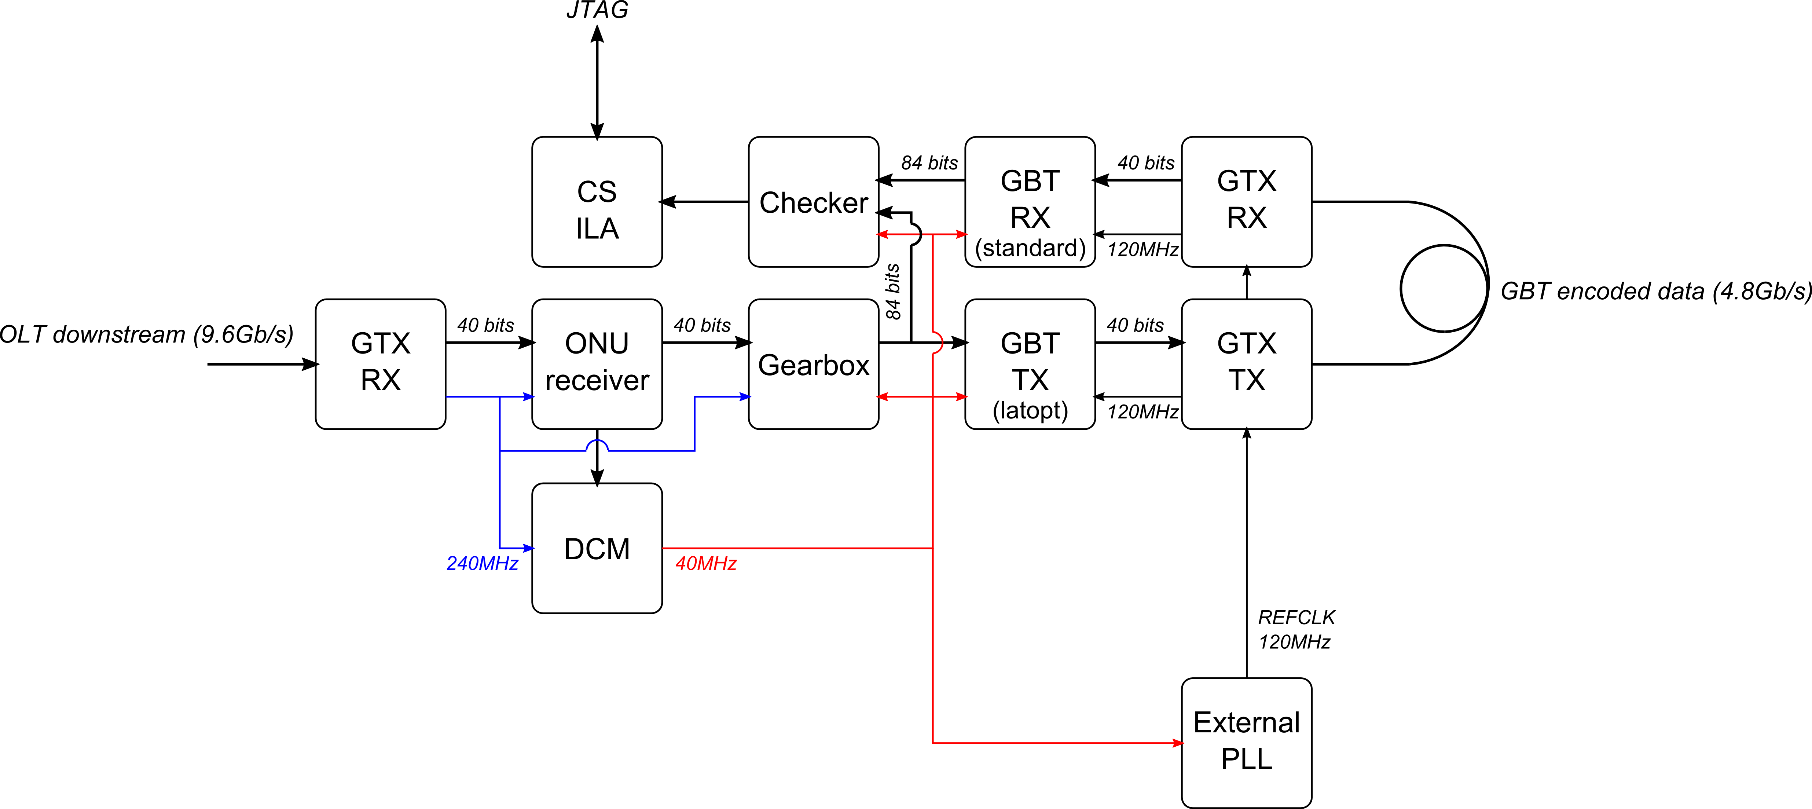 JTAG
CS
ILA
Checker
84 bits
GBT
RX
(standard)
40 bits
120MHz
GTX
RX
84 bits
GBT encoded data (4.8Gb/s)
OLT downstream (9.6Gb/s)
GTX
RX
40 bits
ONU
receiver
40 bits
Gearbox
GBT
TX
(latopt)
40 bits
120MHz
GTX
TX
240MHz
DCM
40MHz
REFCLK
120MHz
External
PLL